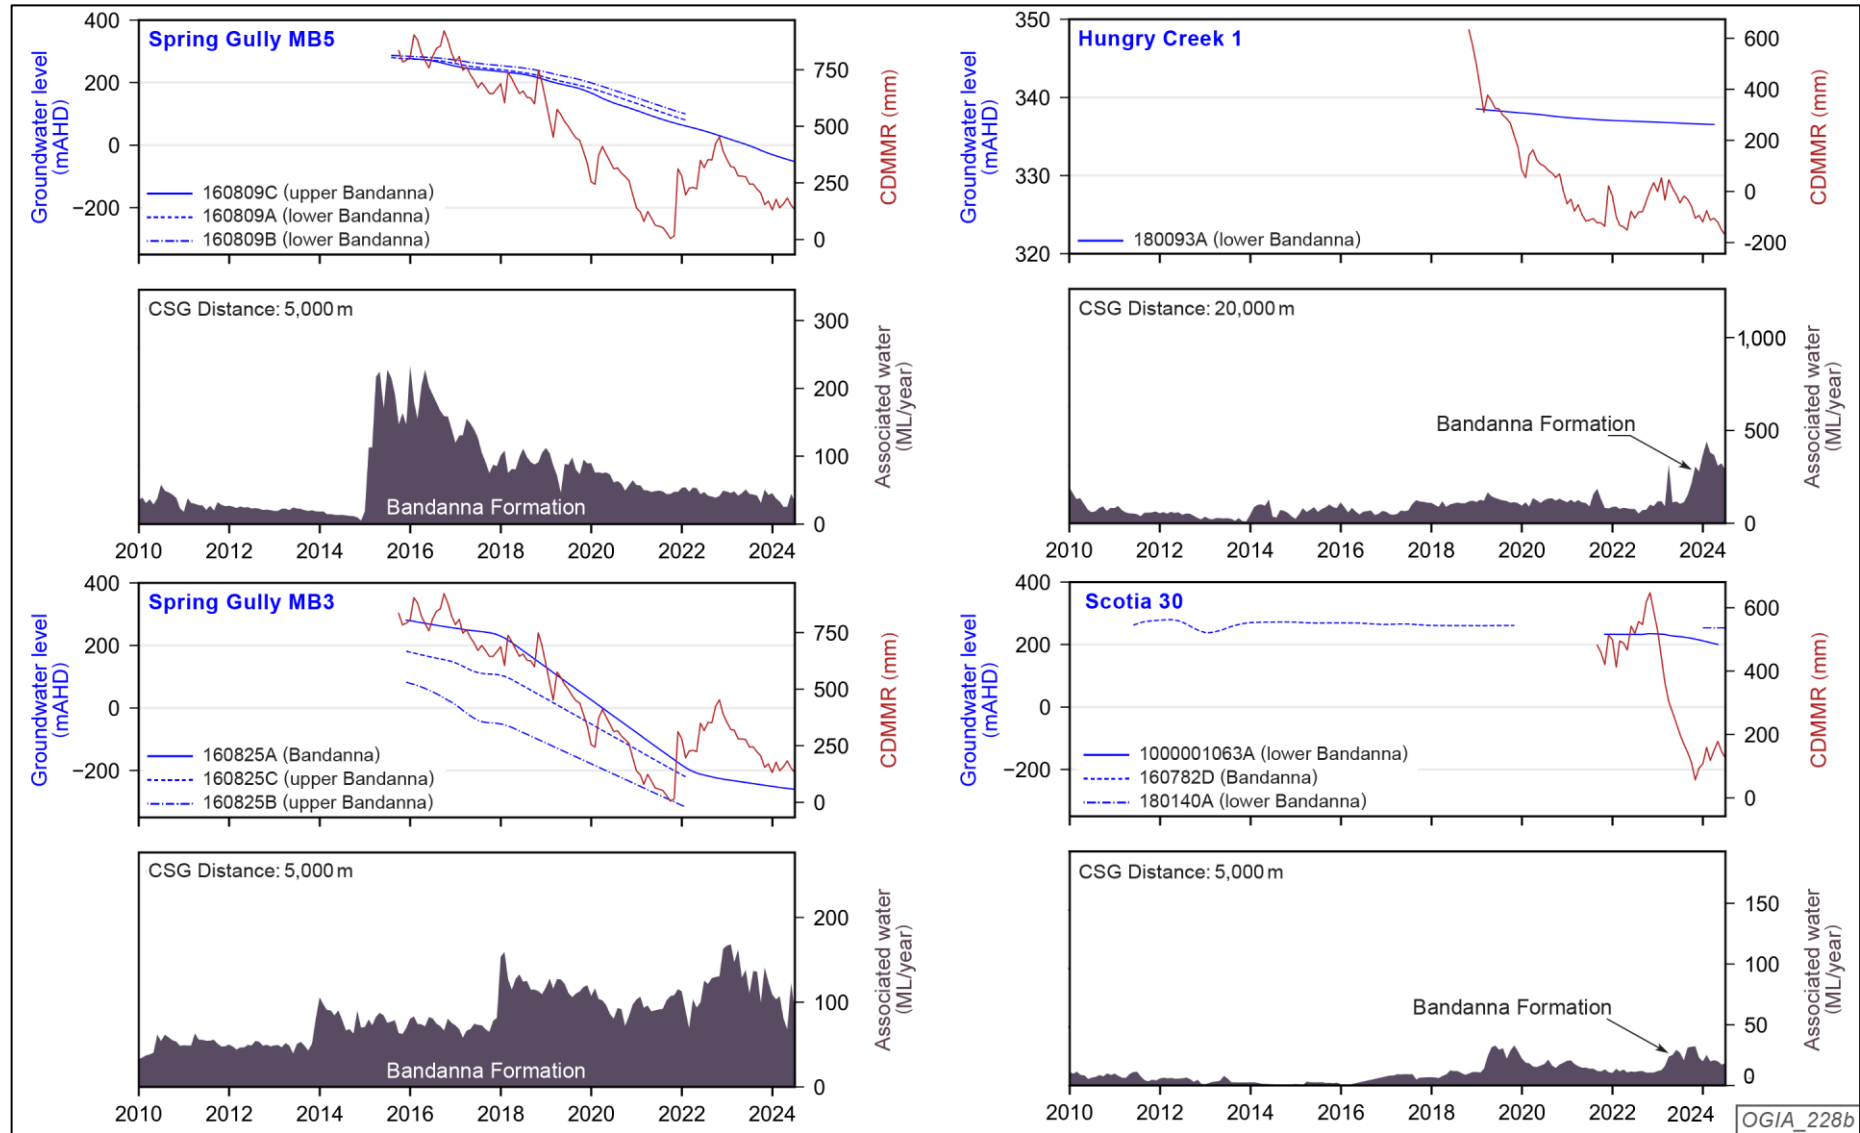 Spring Gully MB5
Groundwater level
(mAHD)
400
200
0
−200
CDMMR (mm)
750
500
250
0
160809C (upper Bandanna)
160809A (lower Bandanna)
160809B (lower Bandanna)
CSG Distance: 5,000 m
Associated water
(ML/year)
300
200
100
0
Bandanna Formation
2010 2012 2014 2016 2018 2020 2022 2024
Hungry Creek 1
Groundwater level
(mAHD)
350
340
330
320
CDMMR (mm)
600
400
200
0
-200
180093A (lower Bandanna)
CSG Distance: 20,000 m
Associated water
(ML/year)
1,000
500
0
Bandanna Formation
2010 2012 2014 2016 2018 2020 2022 2024
Spring Gully MB3
Groundwater level
(mAHD)
400
200
0
−200
CDMMR (mm)
750
500
250
0
160825A (Bandanna)
160825C (upper Bandanna)
160825B (upper Bandanna)
CSG Distance: 5,000 m
Associated water
(ML/year)
200
100
0
Bandanna Formation
2010 2012 2014 2016 2018 2020 2022 2024
Scotia 30
Groundwater level
(mAHD)
400
200
0
−200
CDMMR (mm)
600
400
200
0
1000001063A (lower Bandanna)
160782D (Bandanna)
180140A (lower Bandanna)
CSG Distance: 5,000 m
Associated water
(ML/year)
150
100
50
0
Bandanna Formation
2010 2012 2014 2016 2018 2020 2022 2024
OGIA_228b